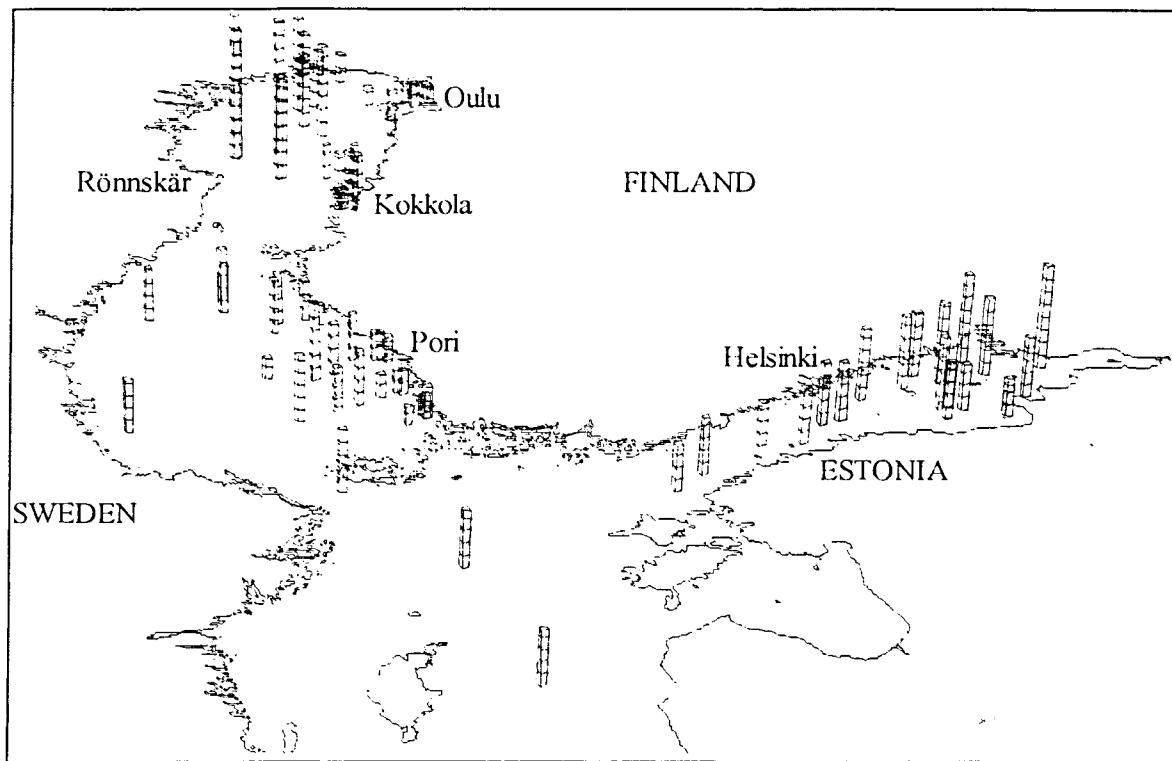 Oulu
Rönnskär
FINLAND
Kokkola
Pori
Helsinki
ESTONIA
SWEDEN